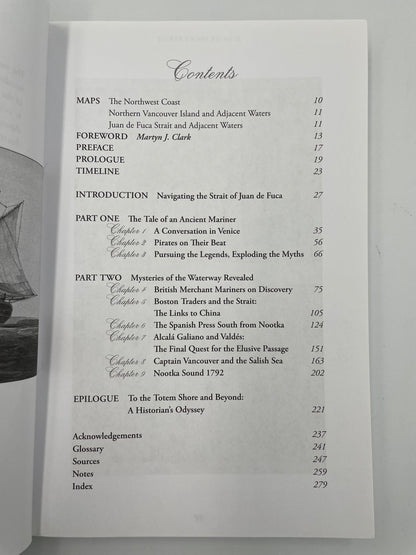 Contents
MAPS The Northwest Coast 10
Northern Vancouver Island and Adjacent Waters 11
Juan de Fuca Strait and Adjacent Waters 11
FOREWORD Martyn J. Clark 13
PREFACE 17
PROLOGUE 19
TIMELINE 23
INTRODUCTION Navigating the Strait of Juan de Fuca 27
PART ONE The Tale of an Ancient Mariner
Chapter 1 A Conversation in Venice 35
Chapter 2 Pirates on Their Beat 56
Chapter 3 Pursuing the Legends, Exploding the Myths 66
PART TWO Mysteries of the Waterway Revealed
Chapter 4 British Merchant Mariners on Discovery 75
Chapter 5 Boston Traders and the Strait:
The Links to China 105
Chapter 6 The Spanish Press South from Nootka 124
Chapter 7 Alcalá Galiano and Valdés:
The Final Quest for the Elusive Passage 151
Chapter 8 Captain Vancouver and the Salish Sea 163
Chapter 9 Nootka Sound 1792 202
EPILOGUE To the Totem Shore and Beyond:
A Historian's Odyssey 221
Acknowledgements 237
Glossary 241
Sources 247
Notes 259
Index 279